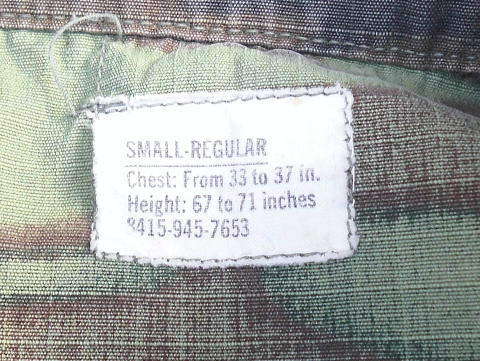 SMALL-REGULAR
Chest: From 33 to 37 in.
Height: 67 to 71 inches
8415-945-7653